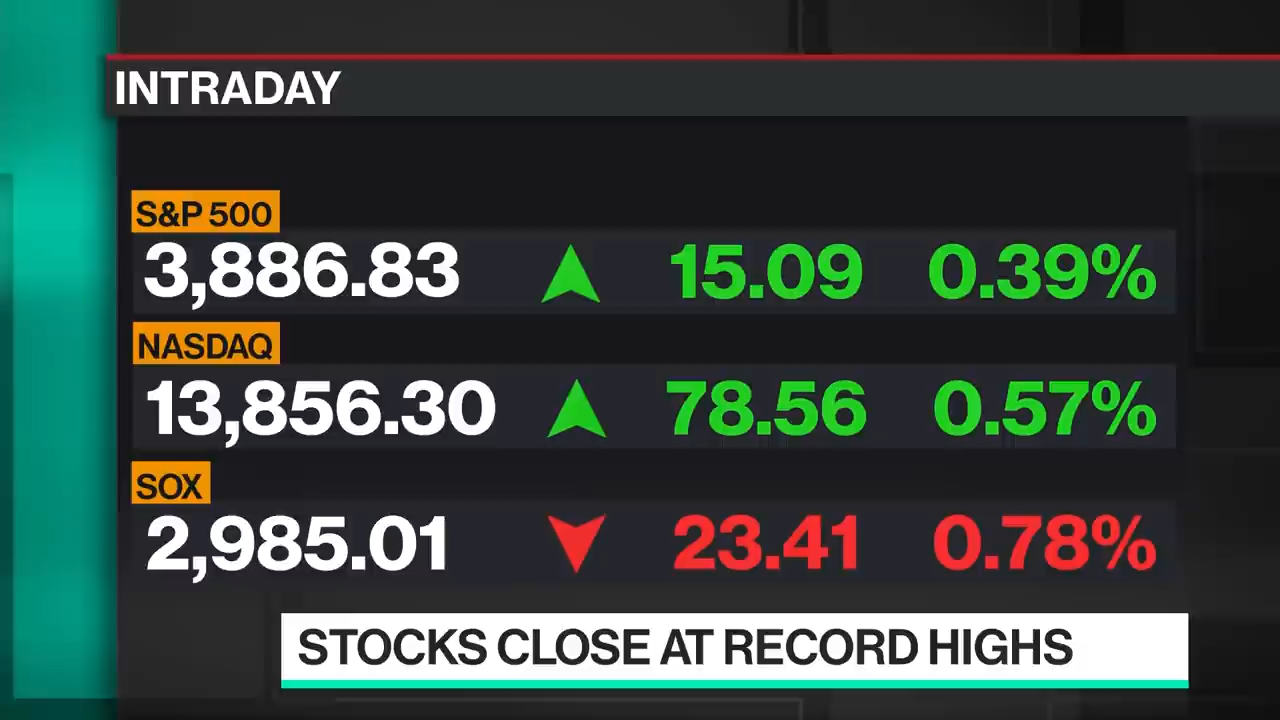 INTRADAY
S&P 500
3,886.83 ▲ 15.09 0.39%
NASDAQ
13,856.30 ▲ 78.56 0.57%
SOX
2,985.01 ▼ 23.41 0.78%
STOCKS CLOSE AT RECORD HIGHS